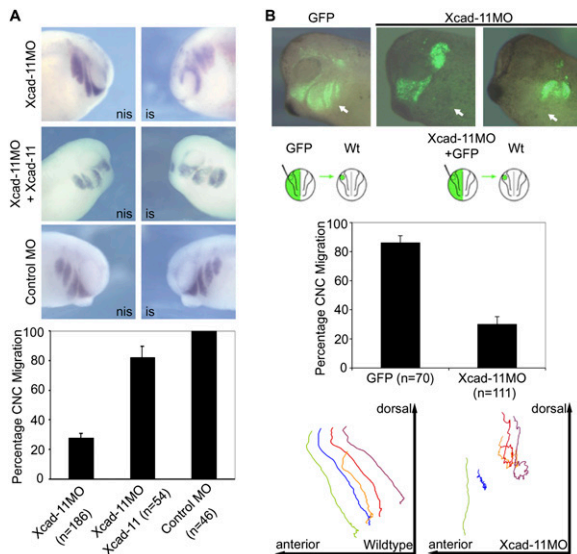 A
Xcad-11MO
nis
is
Xcad-11MO
+ Xcad-11
nis
is
Control MO
nis
is
Percentage CNC Migration
100
80
60
40
20
0
Xcad-11MO
(n=186)
Xcad-11MO
Xcad-11 (n=54)
Control MO
(n=46)
B
GFP
Xcad-11MO
GFP
Wt
Xcad-11MO
+GFP
Wt
Percentage CNC Migration
100
80
60
40
20
0
GFP (n=70)
Xcad-11MO
(n=111)
dorsal
anterior
Wildtype
dorsal
anterior
Xcad-11MO